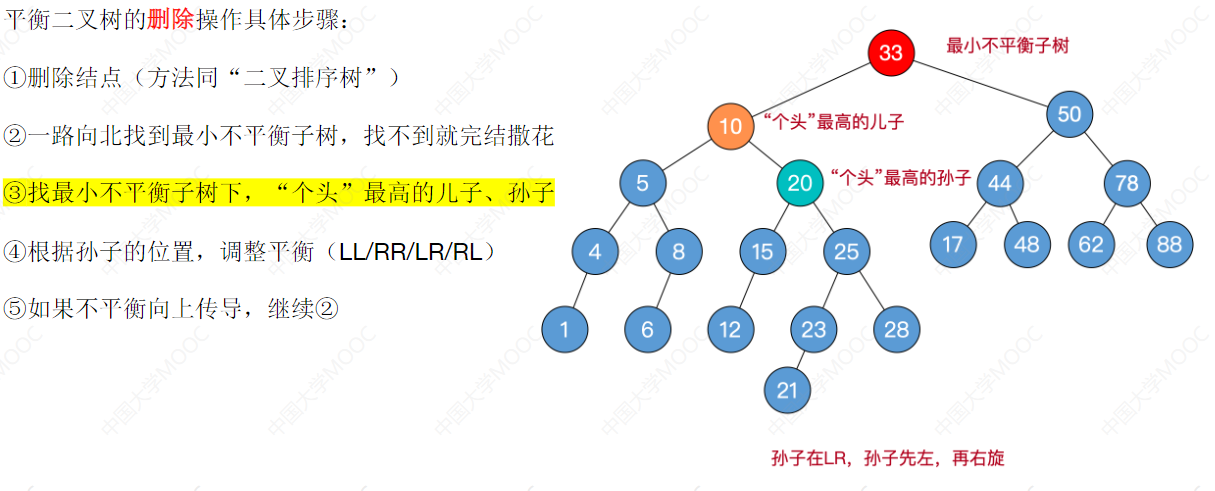 平衡二叉树的删除操作具体步骤：
①删除结点（方法同“二叉排序树”）
②一路向北找到最小不平衡子树，找不到就完结撒花
③找最小不平衡子树下，“个头”最高的儿子、孙子
④根据孙子的位置，调整平衡（LL/RR/LR/RL）
⑤如果不平衡向上传导，继续②
33 最小不平衡子树
10 “个头”最高的儿子 50
5 20 “个头”最高的孙子 44 78
4 8 15 25 17 48 62 88
1 6 12 23 28
21
孙子在LR，孙子先左，再右旋
中国大学MOOC